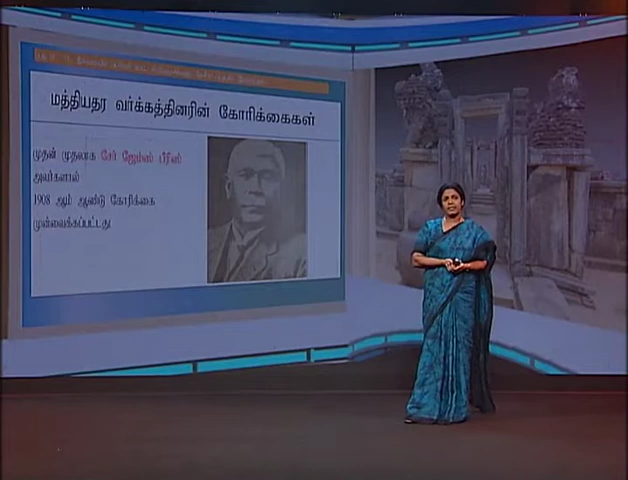 மத்தியதர வர்க்கத்தினரின் கோரிக்கைகள்
முதன் முதலாக சேர் ஜேம்ஸ் பீரிஸ்
அவர்களால்
1908 ஆம் ஆண்டு கோரிக்கை
முன்வைக்கப்பட்டது